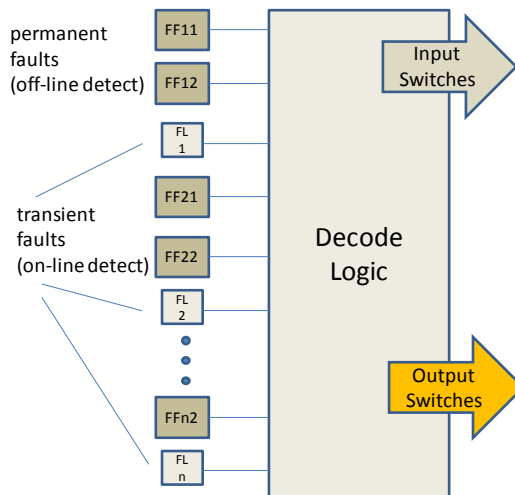 permanent
faults
(off-line detect)
FF11
FF12
FL
1
FF21
transient
faults
(on-line detect)
FF22
FL
2
FFn2
FL
n
Decode
Logic
Input
Switches
Output
Switches